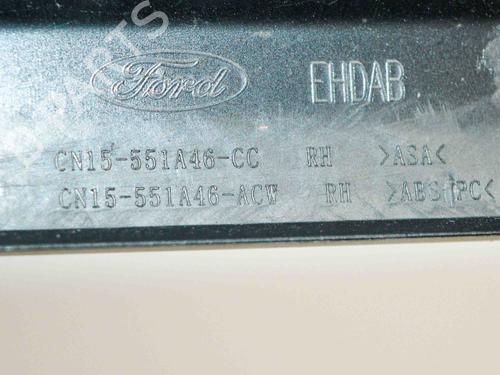 Ford EHDAB
CN15-551A46-CC RH >ASA<
CN15-551A46-ACW RH >ABS+PC<